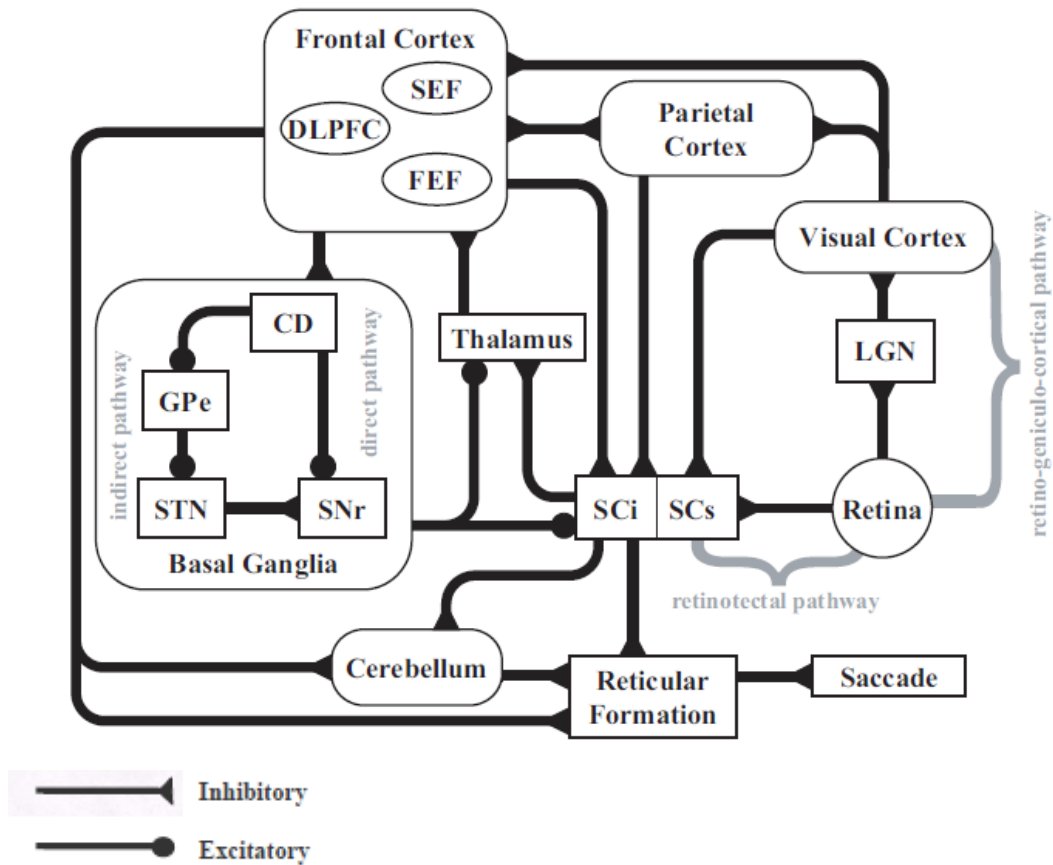 Frontal Cortex
SEF
DLPFC
FEF
Parietal
Cortex
Visual Cortex
CD
Thalamus
LGN
GPe
indirect pathway
direct pathway
retino-geniculo-cortical pathway
STN
SNr
SCi
SCs
Retina
Basal Ganglia
retinotectal pathway
Cerebellum
Reticular
Formation
Saccade
Inhibitory
Excitatory